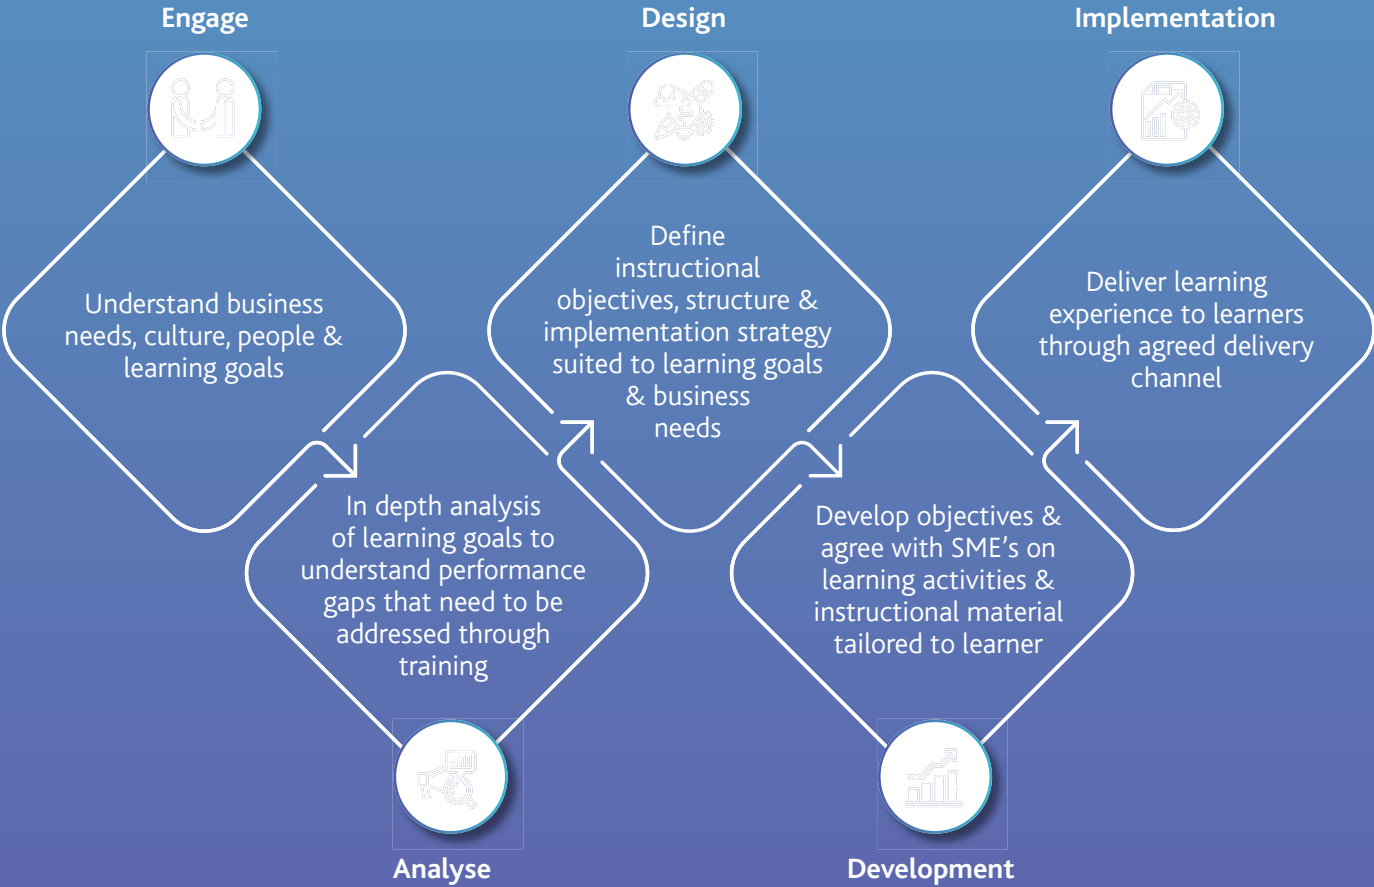 Engage
Understand business
needs, culture, people &
learning goals
In depth analysis
of learning goals to
understand performance
gaps that need to be
addressed through
training
Analyse
Design
Define
instructional
objectives, structure &
implementation strategy
suited to learning goals
& business
needs
Develop objectives &
agree with SME's on
learning activities &
instructional material
tailored to learner
Development
Implementation
Deliver learning
experience to learners
through agreed delivery
channel